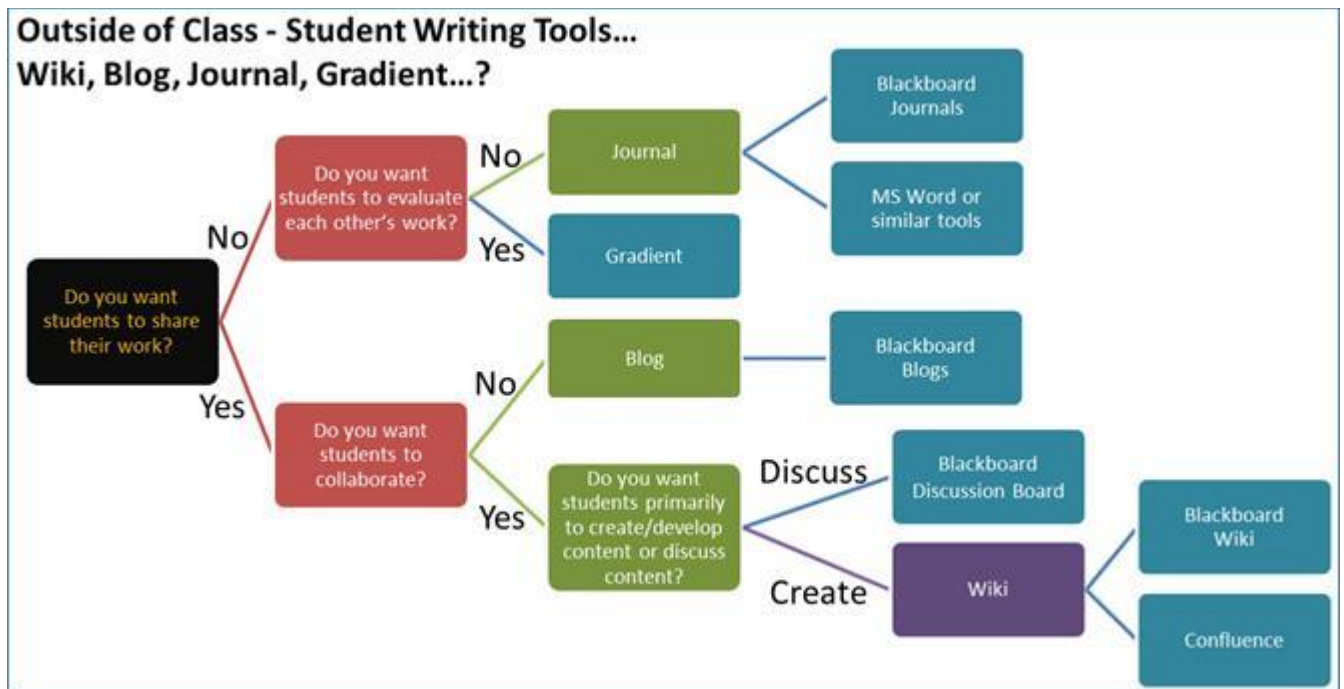 Outside of Class - Student Writing Tools...
Wiki, Blog, Journal, Gradient...?
Do you want
students to share
their work?
No
Yes
Do you want
students to evaluate
each other's work?
No
Yes
Journal
Blackboard
Journals
MS Word or
similar tools
Gradient
Do you want
students to
collaborate?
No
Yes
Blog
Blackboard
Blogs
Do you want
students primarily
to create/develop
content or discuss
content?
Discuss
Create
Blackboard
Discussion Board
Wiki
Blackboard
Wiki
Confluence